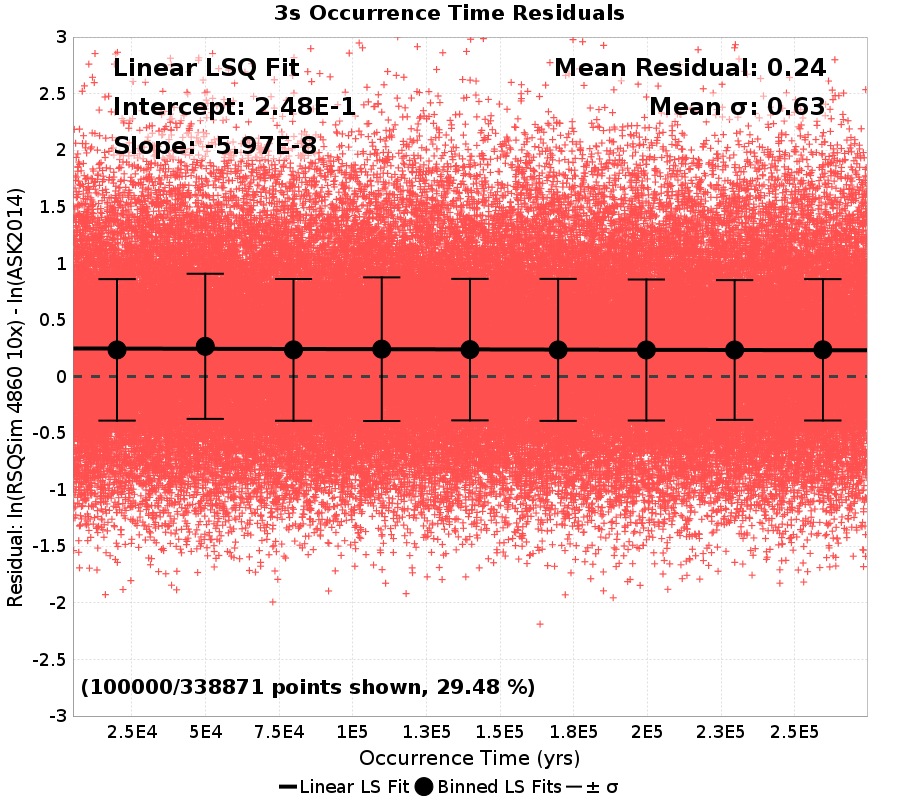 3s Occurrence Time Residuals
Linear LSQ Fit
Intercept: 2.48E-1
Slope: -5.97E-8
Mean Residual: 0.24
Mean σ: 0.63
Residual: ln(RSQSim 4860 10x) - ln(ASK2014)
3
2.5
2
1.5
1
0.5
0
-0.5
-1
-1.5
-2
-2.5
-3
(100000/338871 points shown, 29.48 %)
2.5E4 5E4 7.5E4 1E5 1.3E5 1.5E5 1.8E5 2E5 2.3E5 2.5E5
Occurrence Time (yrs)
Linear LS Fit Binned LS Fits ± σ